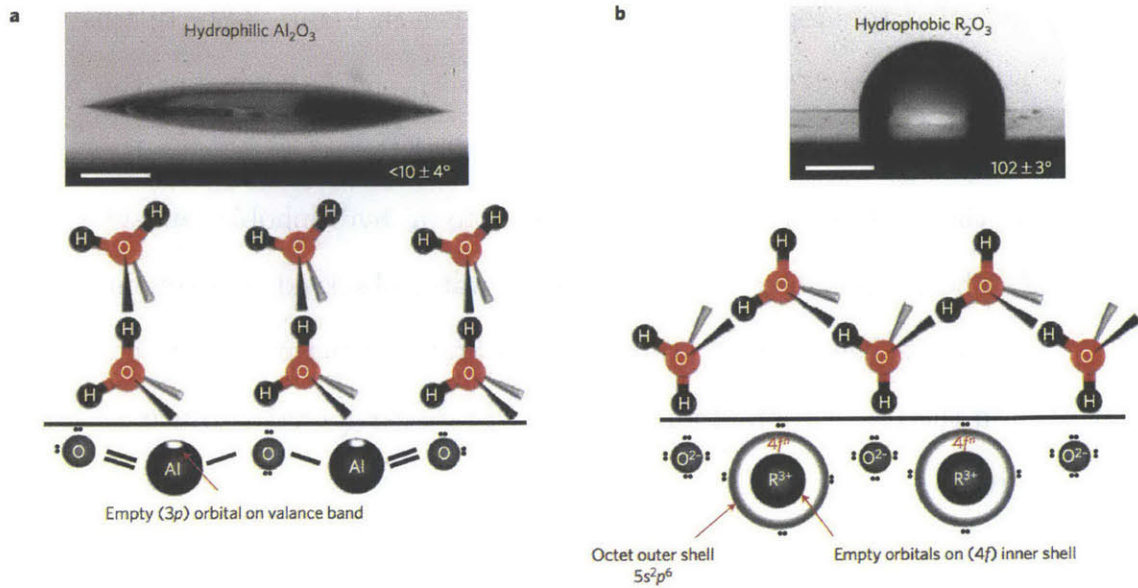 a
Hydrophilic Al₂O₃
<10 ± 4°
H H O H H O H H O
H H O H H O H H O
O Al O Al O
Empty (3p) orbital on valance band
b
Hydrophobic R₂O₃
102 ± 3°
H H O H H O
H H O H H O H H O
O²⁻ 4fⁿ R³⁺ O²⁻ 4fⁿ R³⁺ O²⁻
Octet outer shell
5s²p⁶
Empty orbitals on (4f) inner shell